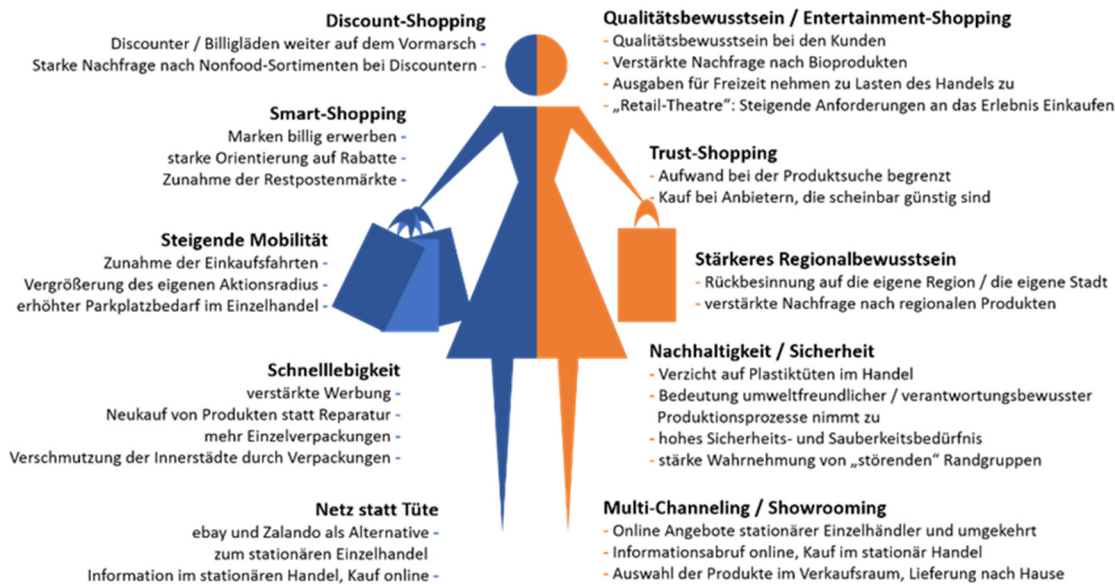 Discount-Shopping
Discounter / Billigläden weiter auf dem Vormarsch -
Starke Nachfrage nach Nonfood-Sortimenten bei Discountern -
Smart-Shopping
Marken billig erwerben -
starke Orientierung auf Rabatte -
Zunahme der Restpostenmärkte -
Steigende Mobilität
Zunahme der Einkaufsfahrten -
Vergrößerung des eigenen Aktionsradius -
erhöhter Parkplatzbedarf im Einzelhandel -
Schnelllebigkeit
verstärkte Werbung -
Neukauf von Produkten statt Reparatur -
mehr Einzelverpackungen -
Verschmutzung der Innerstädte durch Verpackungen -
Netz statt Tüte
ebay und Zalando als Alternative -
zum stationären Einzelhandel
Information im stationären Handel, Kauf online -
Qualitätsbewusstsein / Entertainment-Shopping
- Qualitätsbewusstsein bei den Kunden
- Verstärkte Nachfrage nach Bioprodukten
- Ausgaben für Freizeit nehmen zu Lasten des Handels zu
- „Retail-Theatre“: Steigende Anforderungen an das Erlebnis Einkaufen
Trust-Shopping
- Aufwand bei der Produktsuche begrenzt
- Kauf bei Anbietern, die scheinbar günstig sind
Stärkeres Regionalbewusstsein
- Rückbesinnung auf die eigene Region / die eigene Stadt
- verstärkte Nachfrage nach regionalen Produkten
Nachhaltigkeit / Sicherheit
- Verzicht auf Plastiktüten im Handel
- Bedeutung umweltfreundlicher / verantwortungsbewusster
Produktionsprozesse nimmt zu
- hohes Sicherheits- und Sauberkeitsbedürfnis
- stärke Wahrnehmung von „störenden“ Randgruppen
Multi-Channeling / Showrooming
- Online Angebote stationärer Einzelhändler und umgekehrt
- Informationsabruf online, Kauf im stationär Handel
- Auswahl der Produkte im Verkaufsraum, Lieferung nach Hause